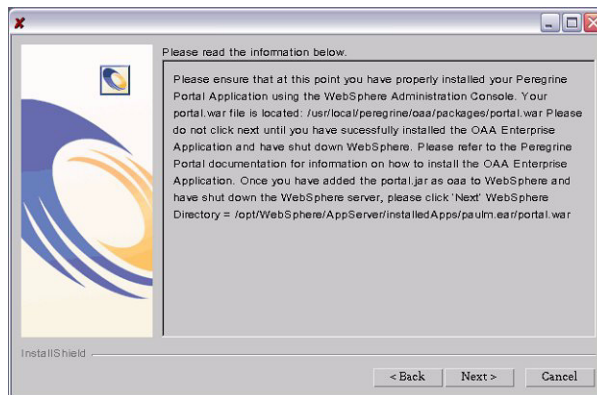 Please read the information below.
Please ensure that at this point you have properly installed your Peregrine
Portal Application using the WebSphere Administration Console. Your
portal.war file is located: /usr/local/peregrine/oaa/packages/portal.war Please
do not click next until you have sucessfully installed the OAA Enterprise
Application and have shut down WebSphere. Please refer to the Peregrine
Portal documentation for information on how to install the OAA Enterprise
Application. Once you have added the portal.jar as oaa to WebSphere and
have shut down the WebSphere server, please click 'Next' WebSphere
Directory = /opt/WebSphere/AppServer/installedApps/paulm.ear/portal.war
InstallShield
< Back Next > Cancel